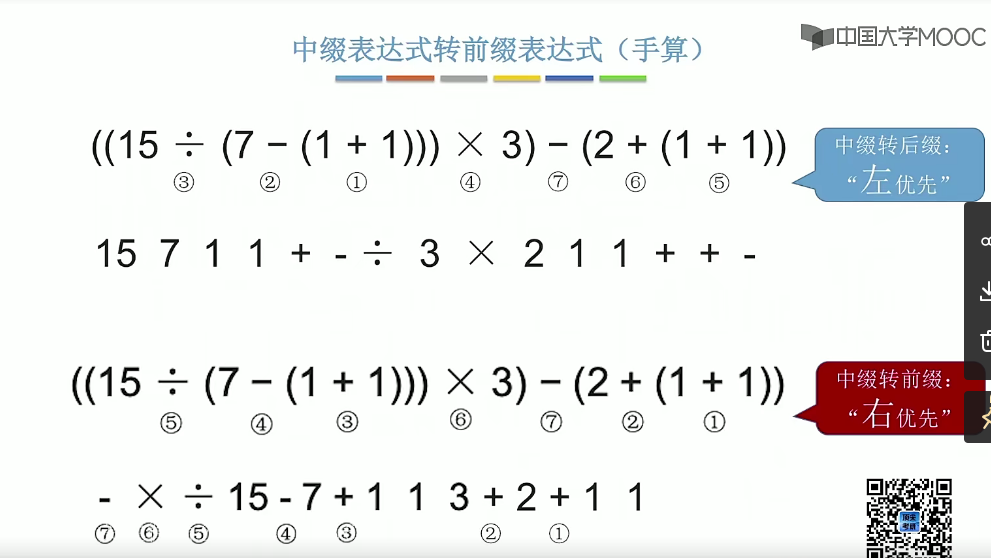 中国大学MOOC
中缀表达式转前缀表达式（手算）
((15 ÷ (7 − (1 + 1))) × 3) − (2 + (1 + 1))
③ ② ① ④ ⑦ ⑥ ⑤
中缀转后缀：
“左优先”
15 7 1 1 + - ÷ 3 × 2 1 1 + + -
((15 ÷ (7 − (1 + 1))) × 3) − (2 + (1 + 1))
⑤ ④ ③ ⑥ ⑦ ② ①
中缀转前缀：
“右优先”
- × ÷ 15 - 7 + 1 1 3 + 2 + 1 1
⑦ ⑥ ⑤ ④ ③ ② ①